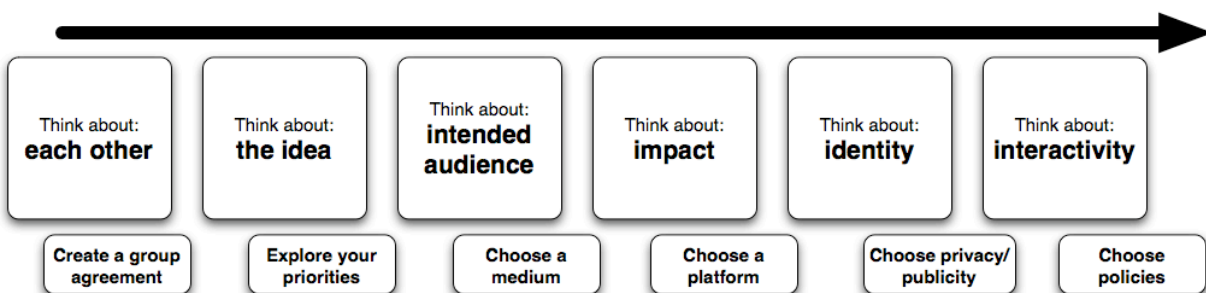 Think about:
each other
Think about:
the idea
Think about:
intended
audience
Think about:
impact
Think about:
identity
Think about:
interactivity
Create a group
agreement
Explore your
priorities
Choose a
medium
Choose a
platform
Choose privacy/
publicity
Choose
policies